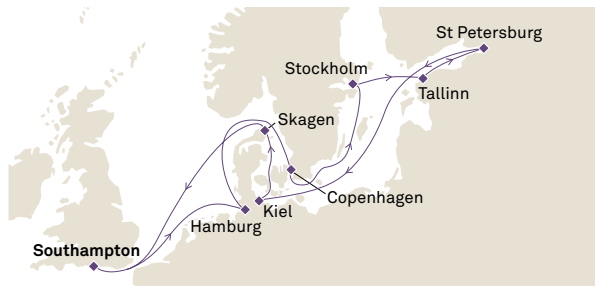 St Petersburg
Stockholm
Tallinn
Skagen
Copenhagen
Kiel
Hamburg
Southampton